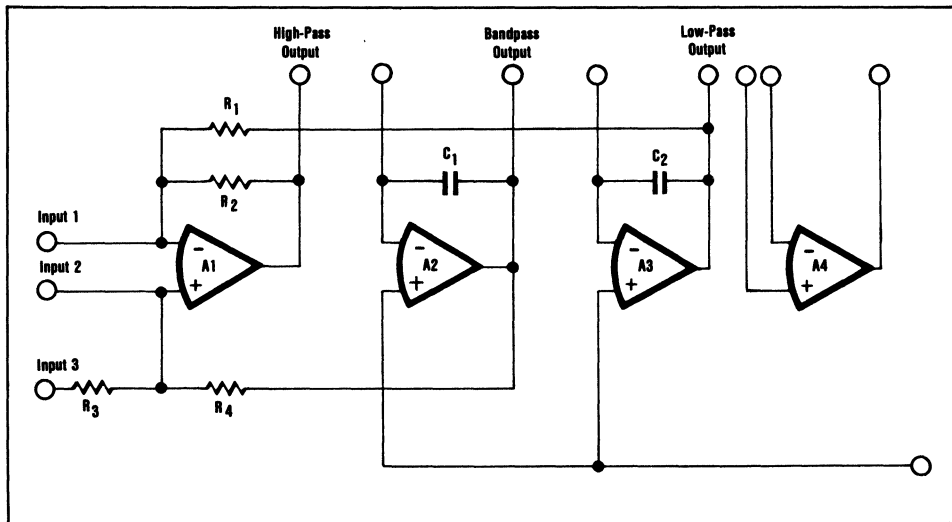 High-Pass
Output
Bandpass
Output
Low-Pass
Output
R1
C1
C2
R2
Input 1
Input 2
A1
A2
A3
A4
−
+
−
+
−
+
−
+
Input 3
R3
R4